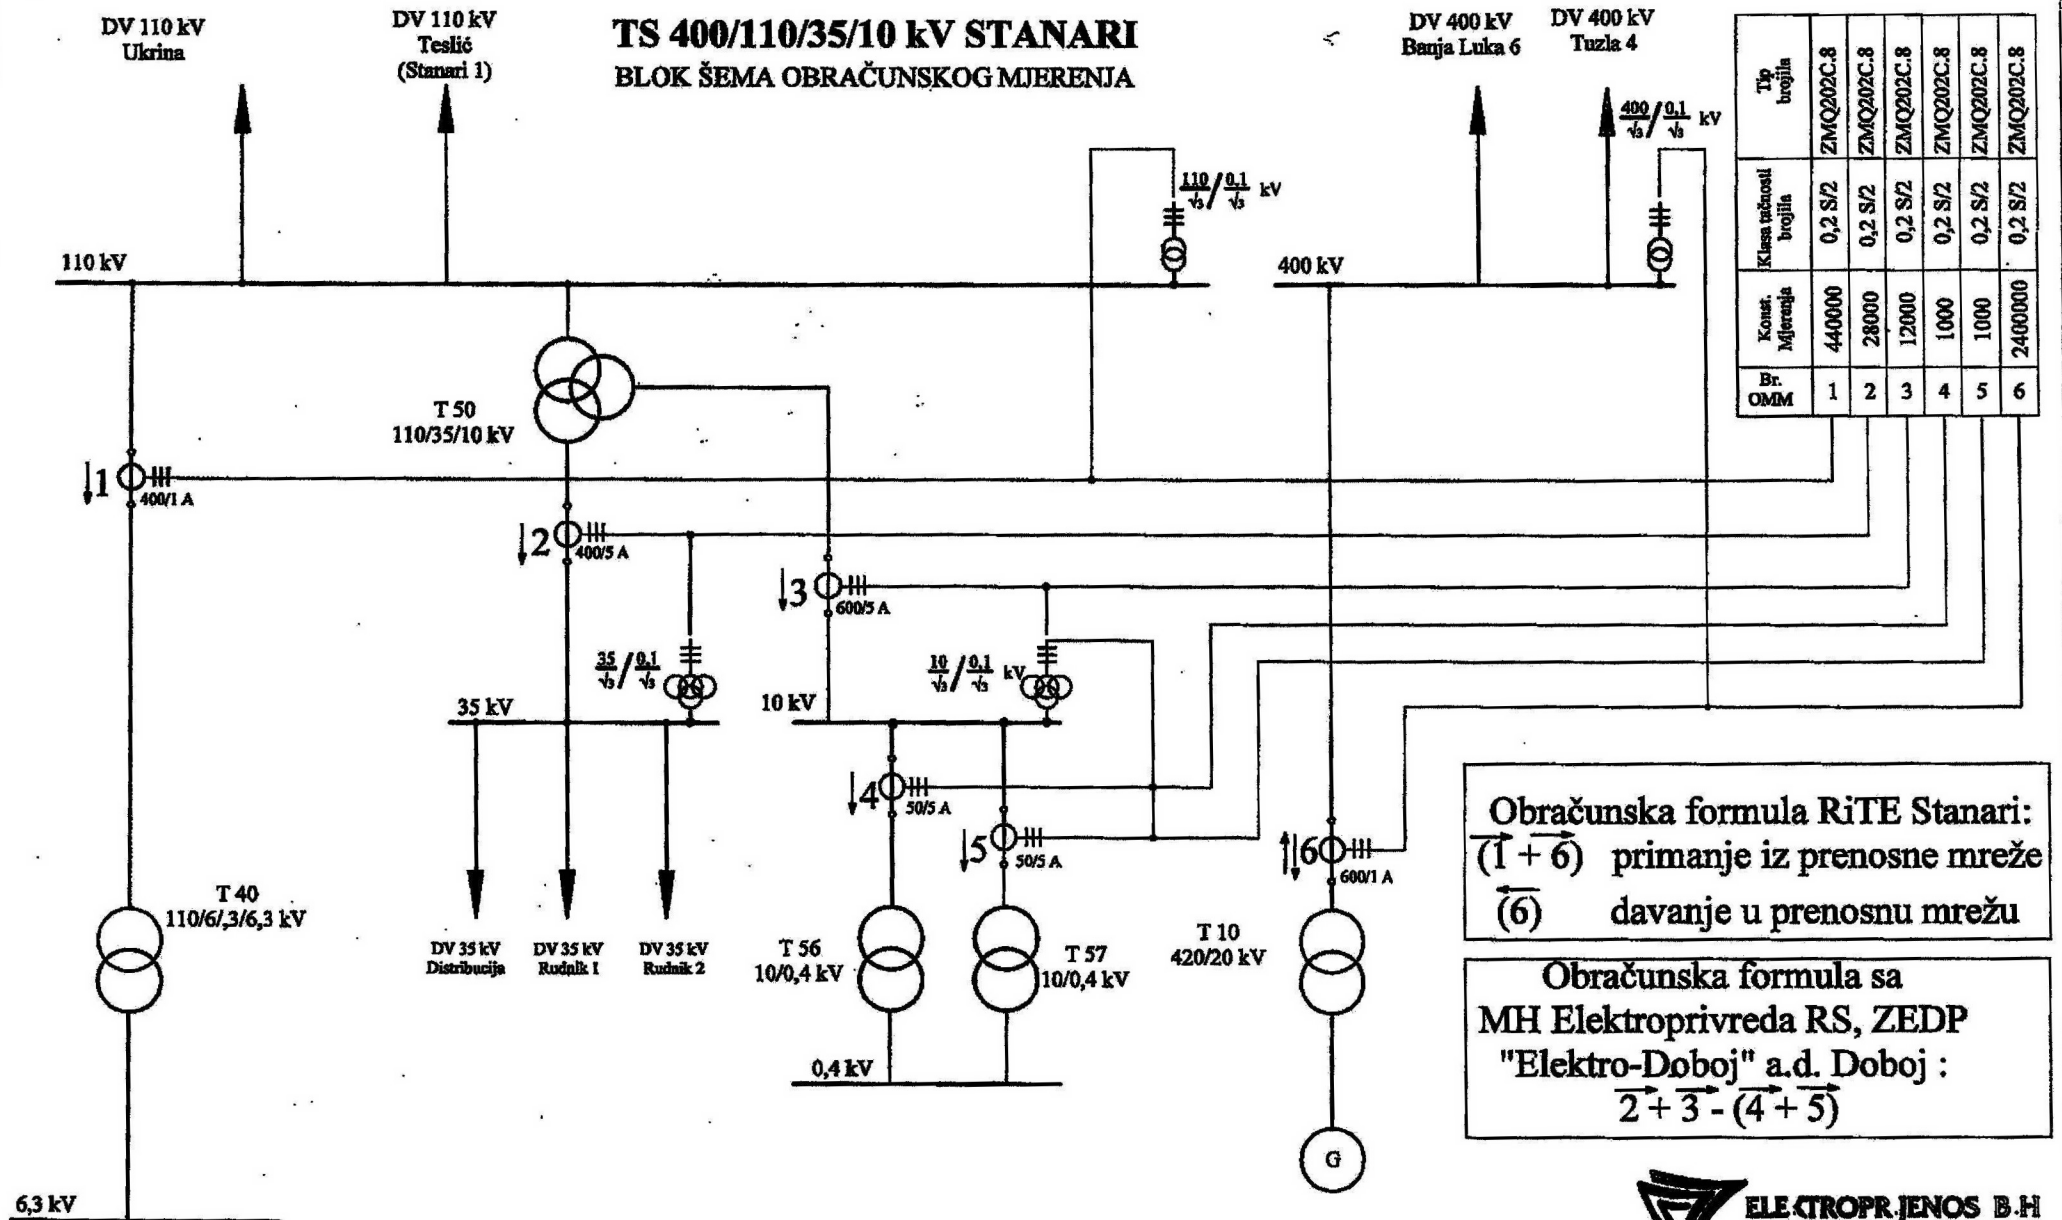 TS 400/110/35/10 kV STANARI
BLOK ŠEMA OBRAČUNSKOG MJERENJA
DV 110 kV
Ukrina
DV 110 kV
Teslić
(Stanari 1)
DV 400 kV
Banja Luka 6
DV 400 kV
Tuzla 4
110/√3 / 0,1/√3 kV
400/√3 / 0,1/√3 kV
Tip brojila
ZMQ202C.8
ZMQ202C.8
ZMQ202C.8
ZMQ202C.8
ZMQ202C.8
ZMQ202C.8
Klasa tačnosti brojila
0,2 S/2
0,2 S/2
0,2 S/2
0,2 S/2
0,2 S/2
0,2 S/2
Konst. Mjerenja
440000
28000
12000
1000
1000
2400000
Br. OMM
1
2
3
4
5
6
110 kV
400 kV
T 50
110/35/10 kV
↓1
400/1 A
↓2
400/5 A
↓3
600/5 A
35/√3 / 0,1/√3
10/√3 / 0,1/√3 kV
35 kV
10 kV
↓4
50/5 A
↓5
50/5 A
↑↓6
600/1 A
T 40
110/6/,3/6,3 kV
DV 35 kV
Distribucija
DV 35 kV
Rudnik 1
DV 35 kV
Rudnik 2
T 56
10/0,4 kV
T 57
10/0,4 kV
T 10
420/20 kV
0,4 kV
G
6,3 kV
Obračunska formula RiTE Stanari:
(1 + 6) primanje iz prenosne mreže
(6) davanje u prenosnu mrežu
Obračunska formula sa
MH Elektroprivreda RS, ZEDP
"Elektro-Doboj" a.d. Doboj :
2 + 3 - (4 + 5)
ELEKTROPRIJENOS B.H